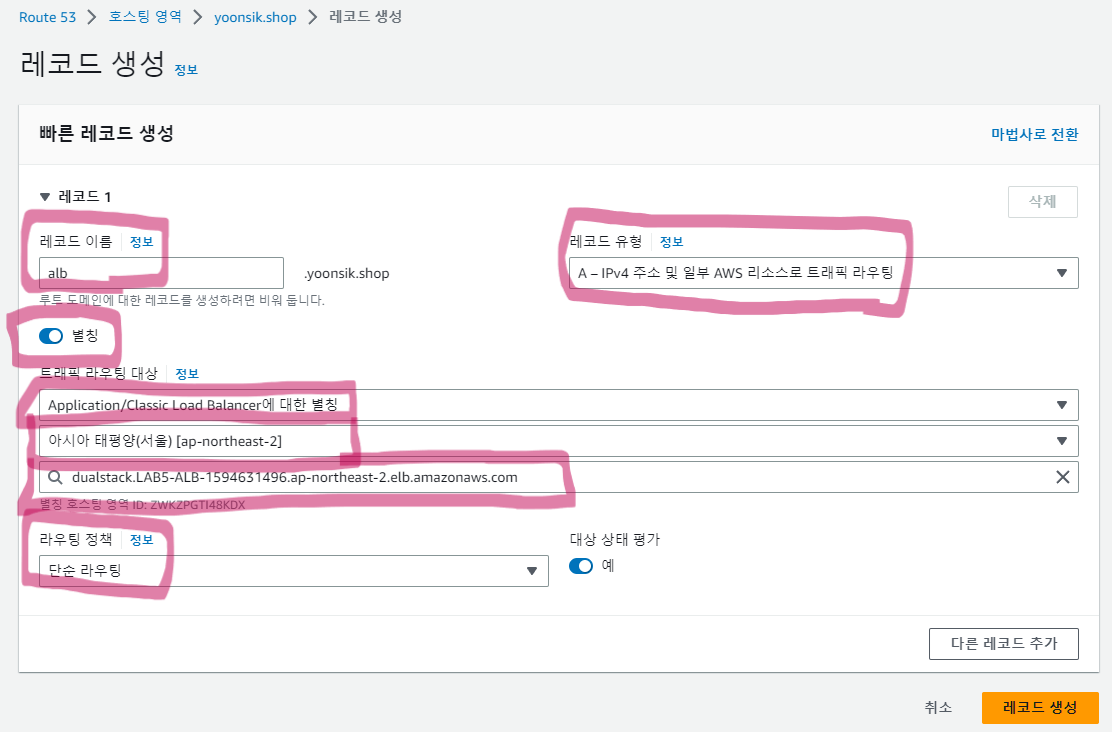 Route 53 > 호스팅 영역 > yoonsik.shop > 레코드 생성
레코드 생성 정보
빠른 레코드 생성
마법사로 전환
레코드 1
삭제
레코드 이름 정보
alb
.yoonsik.shop
루트 도메인에 대한 레코드를 생성하려면 비워 둡니다.
레코드 유형 정보
A – IPv4 주소 및 일부 AWS 리소스로 트래픽 라우팅
별칭
트래픽 라우팅 대상 정보
Application/Classic Load Balancer에 대한 별칭
아시아 태평양(서울) [ap-northeast-2]
dualstack.LAB5-ALB-1594631496.ap-northeast-2.elb.amazonaws.com
별칭 호스팅 영역 ID: ZWKZPGTI48KDX
라우팅 정책 정보
단순 라우팅
대상 상태 평가
예
다른 레코드 추가
취소
레코드 생성